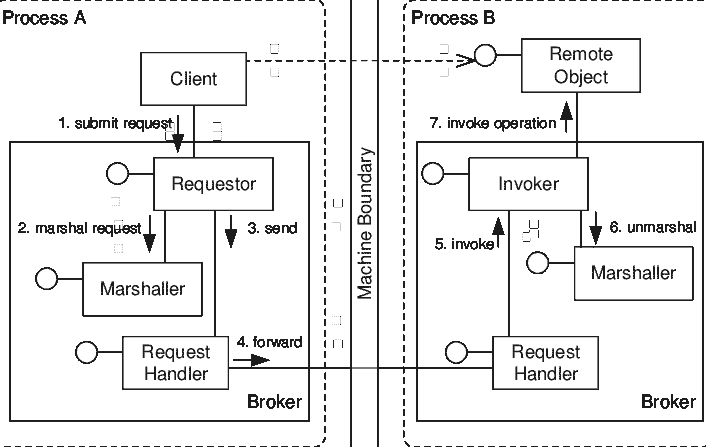 Process A
Process B
Client
Remote
Object
1. submit request
7. invoke operation
Requestor
Invoker
2. marshal request
3. send
5. invoke
6. unmarshal
Marshaller
Marshaller
Machine Boundary
4. forward
Request
Handler
Request
Handler
Broker
Broker